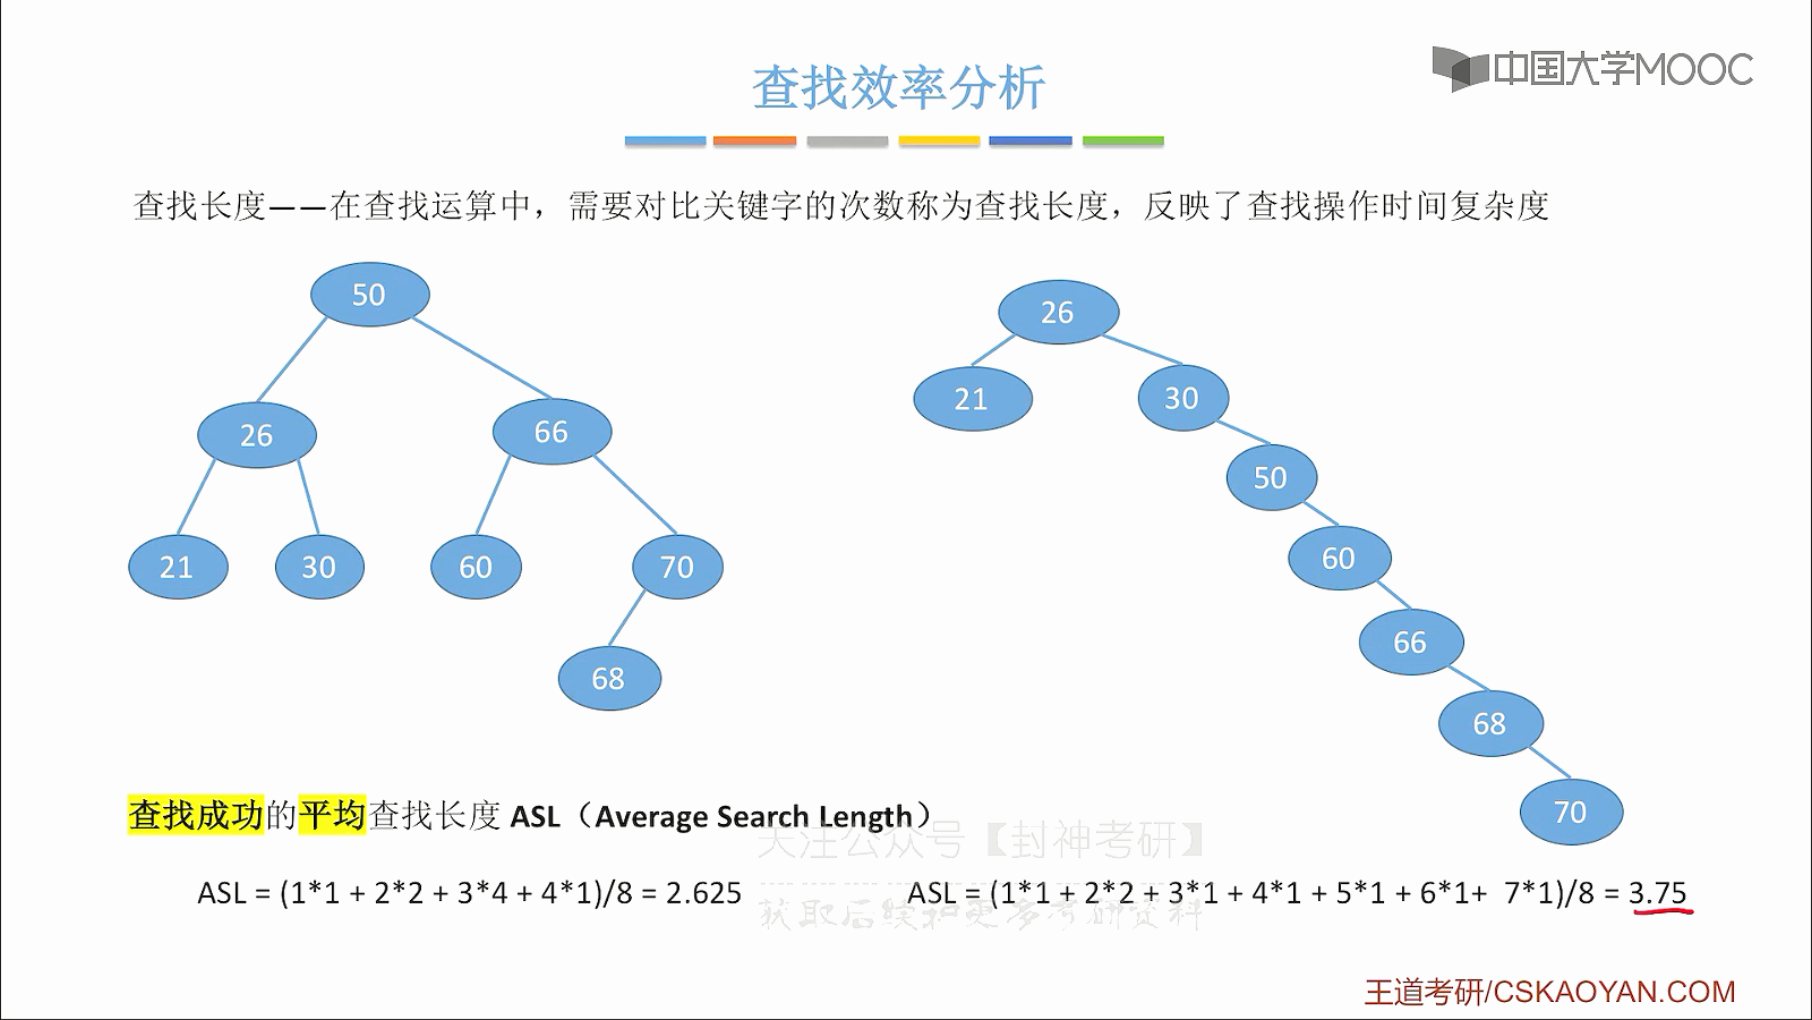 中国大学MOOC
查找效率分析
查找长度——在查找运算中，需要对比关键字的次数称为查找长度，反映了查找操作时间复杂度
50
26
66
21
30
60
70
68
26
21
30
50
60
66
68
70
查找成功的平均查找长度 ASL（Average Search Length）
关注公众号【封神考研】
ASL = (1*1 + 2*2 + 3*4 + 4*1)/8 = 2.625
ASL = (1*1 + 2*2 + 3*1 + 4*1 + 5*1 + 6*1+ 7*1)/8 = 3.75
获取后续和更多考研资料
王道考研/CSKAOYAN.COM